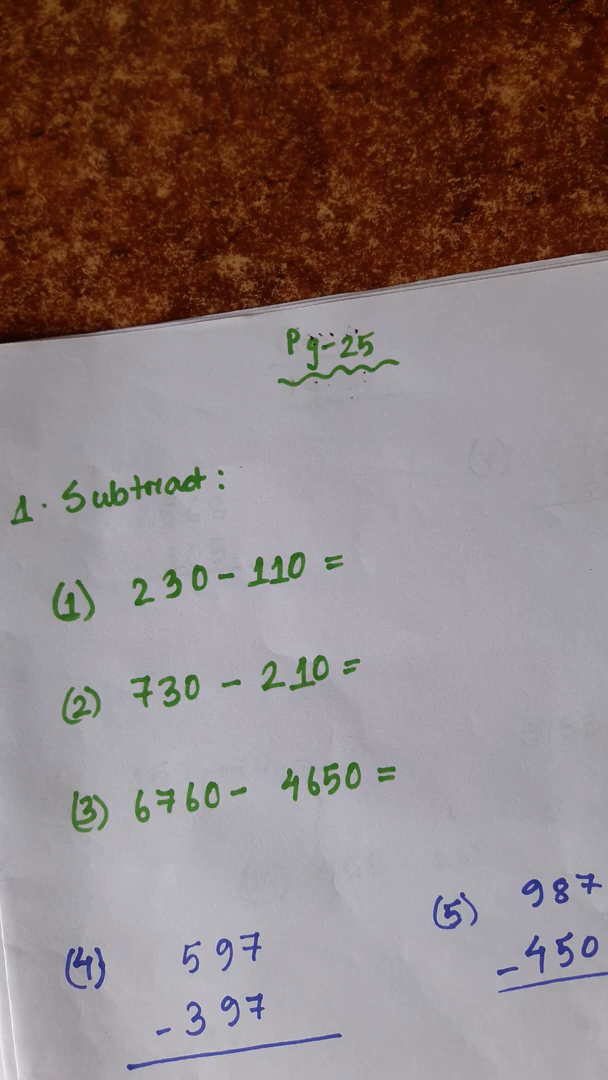 Pg-25
1. Subtract:
(1) 230 - 110 =
(2) 730 - 210 =
(3) 6760 - 4650 =
(4) 597
- 397
(5) 987
- 450